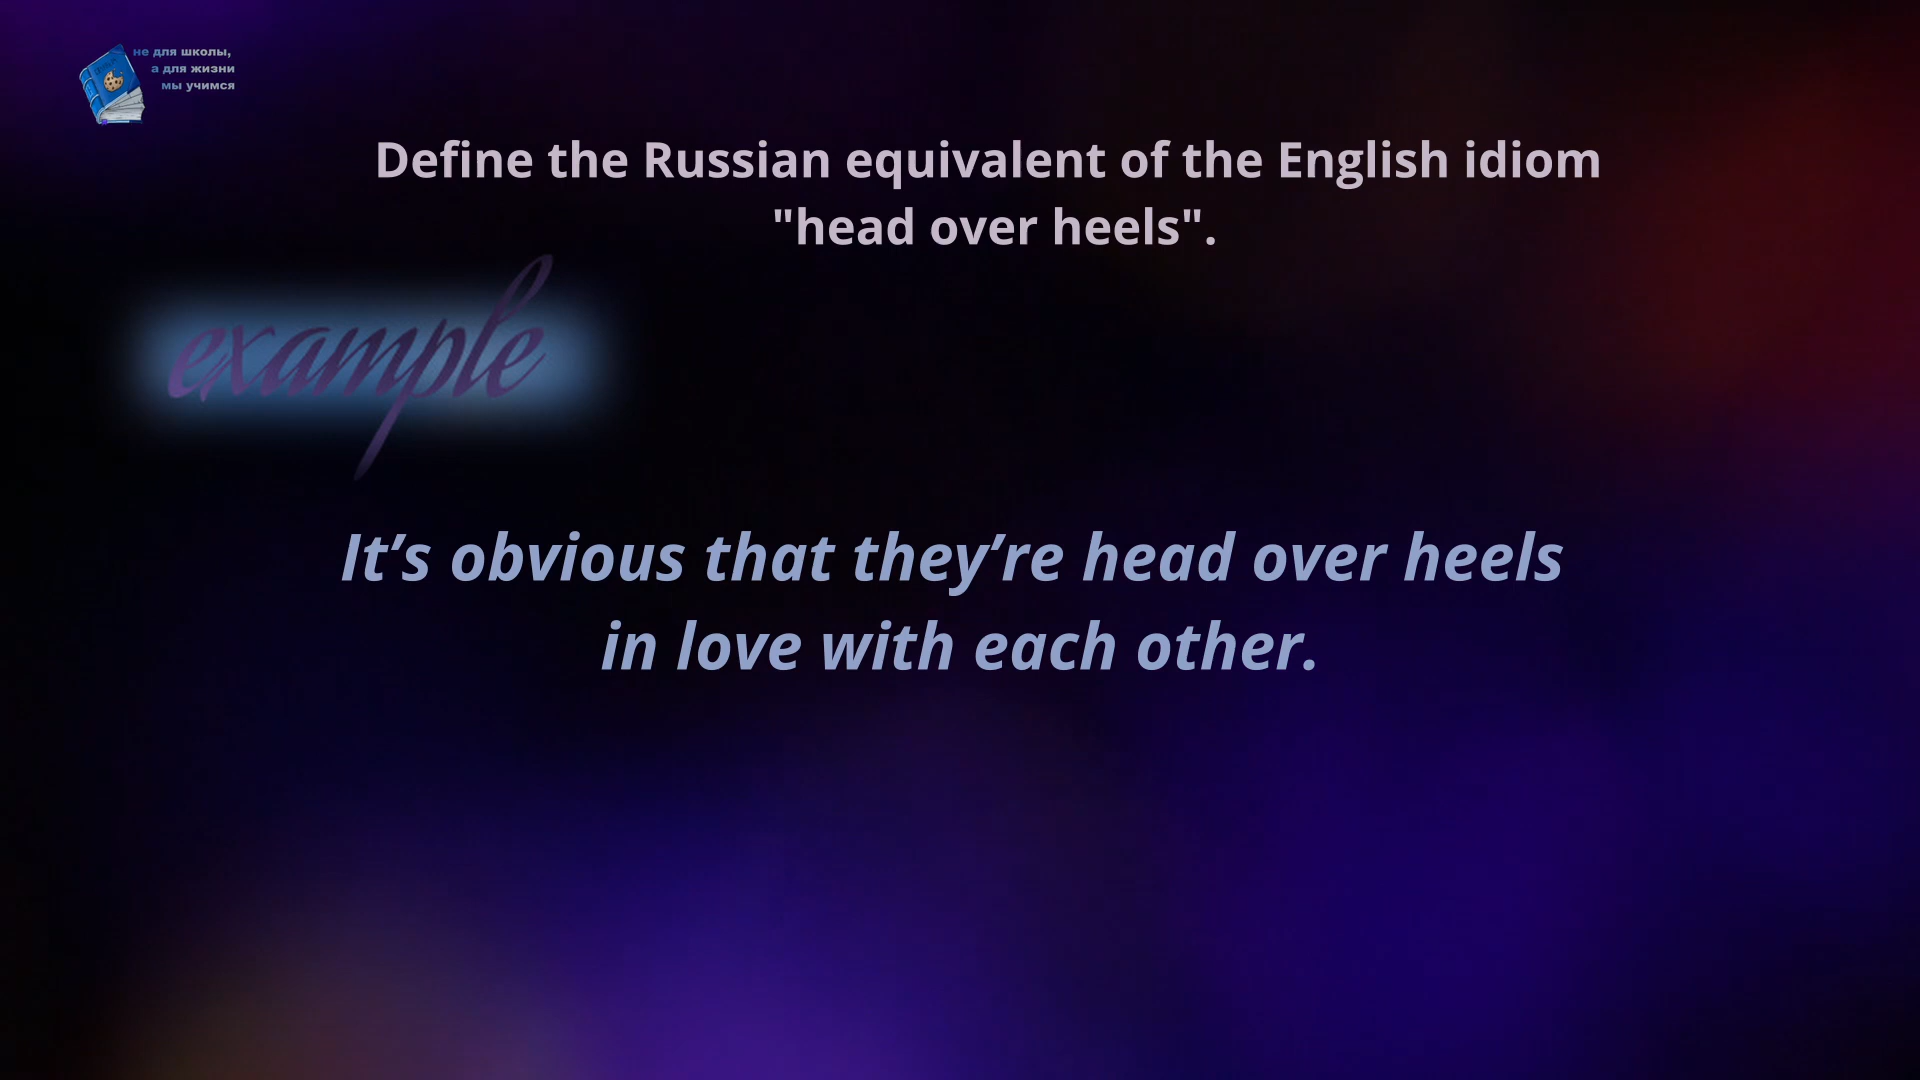 не для школы,
а для жизни
мы учимся
Define the Russian equivalent of the English idiom
"head over heels".
example
It’s obvious that they’re head over heels
in love with each other.